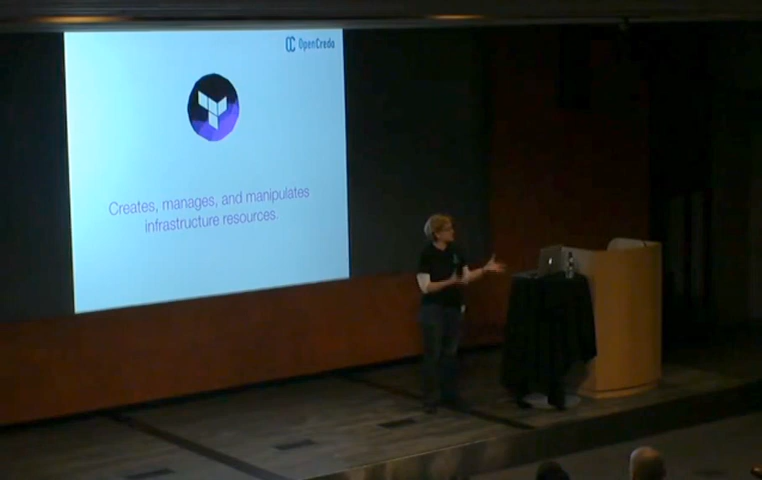 OpenCredo
Creates, manages, and manipulates
infrastructure resources.